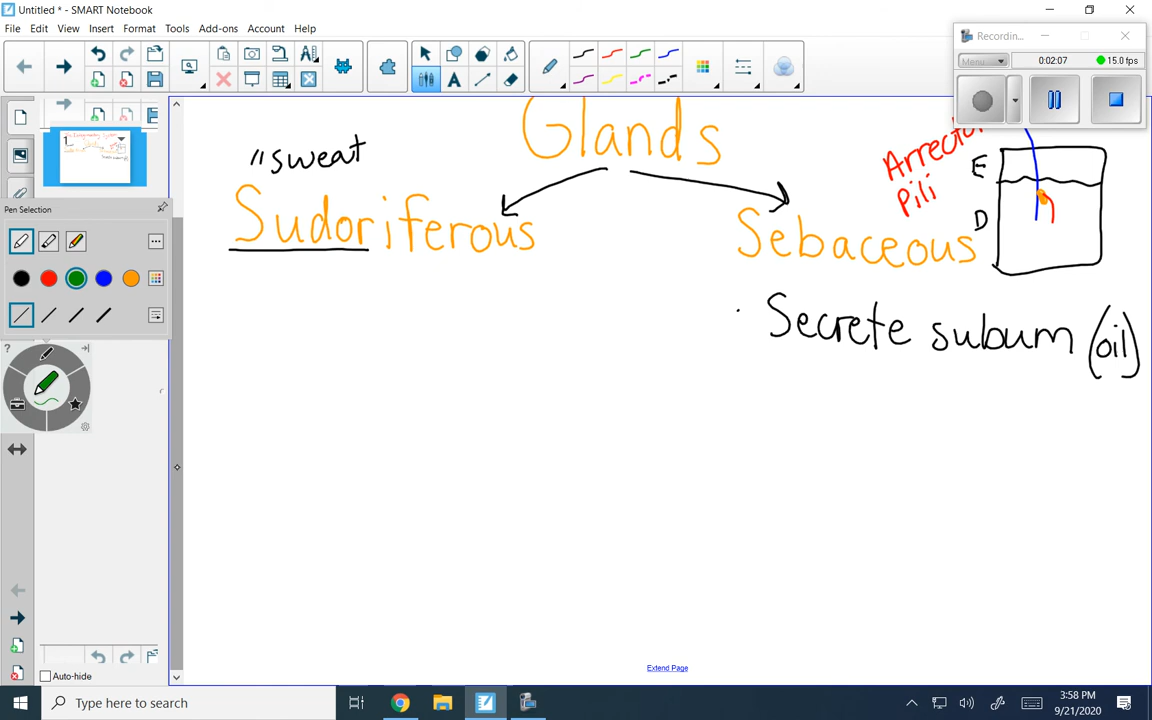 Untitled * - SMART Notebook
File Edit View Insert Format Tools Add-ons Account Help
Recordin...
Menu
0:02:07
15.0 fps
Pen Selection
?
Auto-hide
Glands
"sweat
Sudoriferous
Sebaceous
Arrector
Pili
E
D
Secrete subum (oil)
Extend Page
Type here to search
3:58 PM
9/21/2020